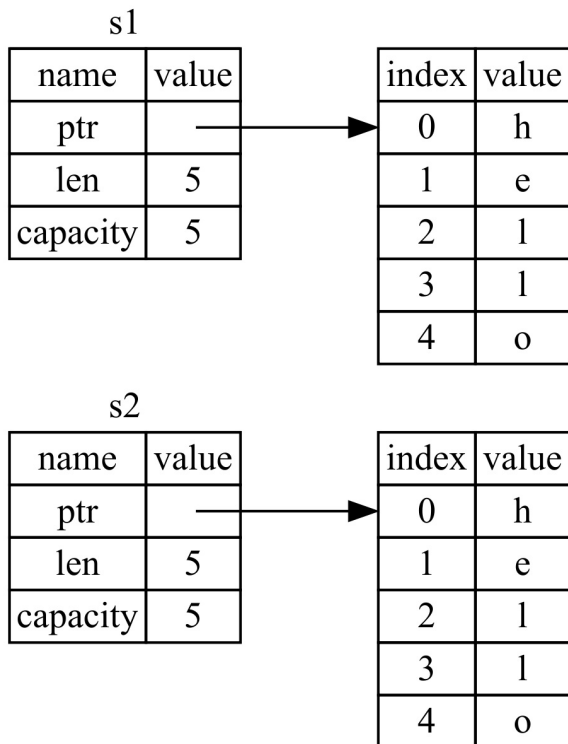 s1
name value
ptr
len 5
capacity 5
index value
0 h
1 e
2 l
3 l
4 o
s2
name value
ptr
len 5
capacity 5
index value
0 h
1 e
2 l
3 l
4 o